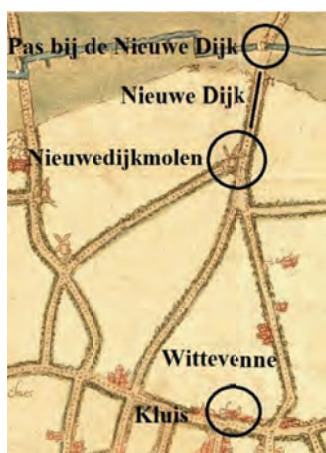 Pas bij de Nieuwe Dijk
Nieuwe Dijk
Nieuwedijkmolen
Wittevenne
Kluis